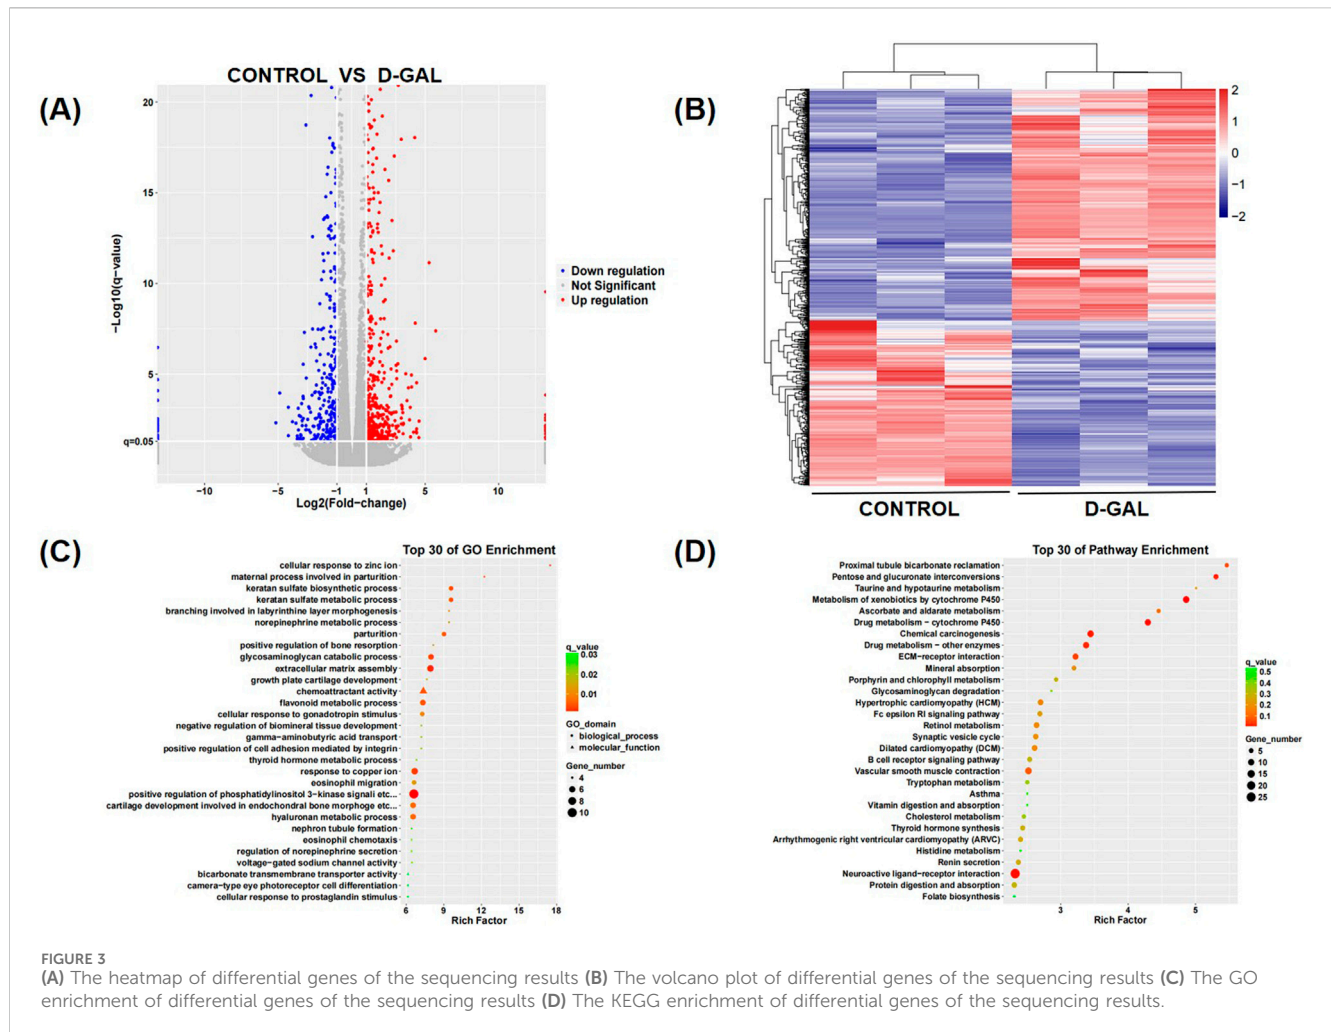 (A)
CONTROL VS D-GAL
−Log10(q−value)
20
15
10
5
q=0.05
−10
−5
−1
1
5
10
Log2(Fold−change)
Down regulation
Not Significant
Up regulation
(B)
2
1
0
−1
−2
CONTROL
D-GAL
(C)
Top 30 of GO Enrichment
cellular response to zinc ion
maternal process involved in parturition
keratan sulfate biosynthetic process
keratan sulfate metabolic process
branching involved in labyrinthine layer morphogenesis
norepinephrine metabolic process
parturition
positive regulation of bone resorption
glycosaminoglycan catabolic process
extracellular matrix assembly
growth plate cartilage development
chemoattractant activity
flavonoid metabolic process
cellular response to gonadotropin stimulus
negative regulation of biomineral tissue development
gamma−aminobutyric acid transport
positive regulation of cell adhesion mediated by integrin
thyroid hormone metabolic process
response to copper ion
eosinophil migration
positive regulation of phosphatidylinositol 3−kinase signali etc...
cartilage development involved in endochondral bone morphoge etc...
hyaluronan metabolic process
nephron tubule formation
eosinophil chemotaxis
regulation of norepinephrine secretion
voltage−gated sodium channel activity
bicarbonate transmembrane transporter activity
camera−type eye photoreceptor cell differentiation
cellular response to prostaglandin stimulus
6
9
12
15
18
Rich Factor
q_value
0.03
0.02
0.01
GO_domain
biological_process
molecular_function
Gene_number
4
6
8
10
(D)
Top 30 of Pathway Enrichment
Proximal tubule bicarbonate reclamation
Pentose and glucuronate interconversions
Taurine and hypotaurine metabolism
Metabolism of xenobiotics by cytochrome P450
Ascorbate and aldarate metabolism
Drug metabolism − cytochrome P450
Chemical carcinogenesis
Drug metabolism − other enzymes
ECM−receptor interaction
Mineral absorption
Porphyrin and chlorophyll metabolism
Glycosaminoglycan degradation
Hypertrophic cardiomyopathy (HCM)
Fc epsilon RI signaling pathway
Retinol metabolism
Synaptic vesicle cycle
Dilated cardiomyopathy (DCM)
B cell receptor signaling pathway
Vascular smooth muscle contraction
Tryptophan metabolism
Asthma
Vitamin digestion and absorption
Cholesterol metabolism
Thyroid hormone synthesis
Arrhythmogenic right ventricular cardiomyopathy (ARVC)
Histidine metabolism
Renin secretion
Neuroactive ligand−receptor interaction
Protein digestion and absorption
Folate biosynthesis
3
4
5
Rich Factor
q_value
0.5
0.4
0.3
0.2
0.1
Gene_number
5
10
15
20
25
FIGURE 3
(A) The heatmap of differential genes of the sequencing results (B) The volcano plot of differential genes of the sequencing results (C) The GO
enrichment of differential genes of the sequencing results (D) The KEGG enrichment of differential genes of the sequencing results.